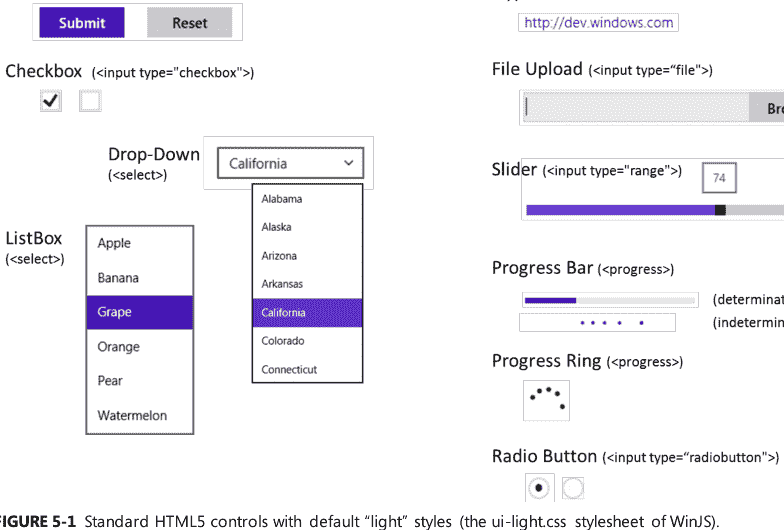 Submit Reset
Checkbox (<input type="checkbox">)
Drop-Down
(<select>)
California
Alabama
Alaska
Arizona
Arkansas
California
Colorado
Connecticut
ListBox
(<select>)
Apple
Banana
Grape
Orange
Pear
Watermelon
http://dev.windows.com
File Upload (<input type=“file">)
Slider (<input type="range">)
74
Progress Bar (<progress>)
Progress Ring (<progress>)
Radio Button (<input type=“radiobutton">)
FIGURE 5-1 Standard HTML5 controls with default “light” styles (the ui-light.css stylesheet of WinJS).